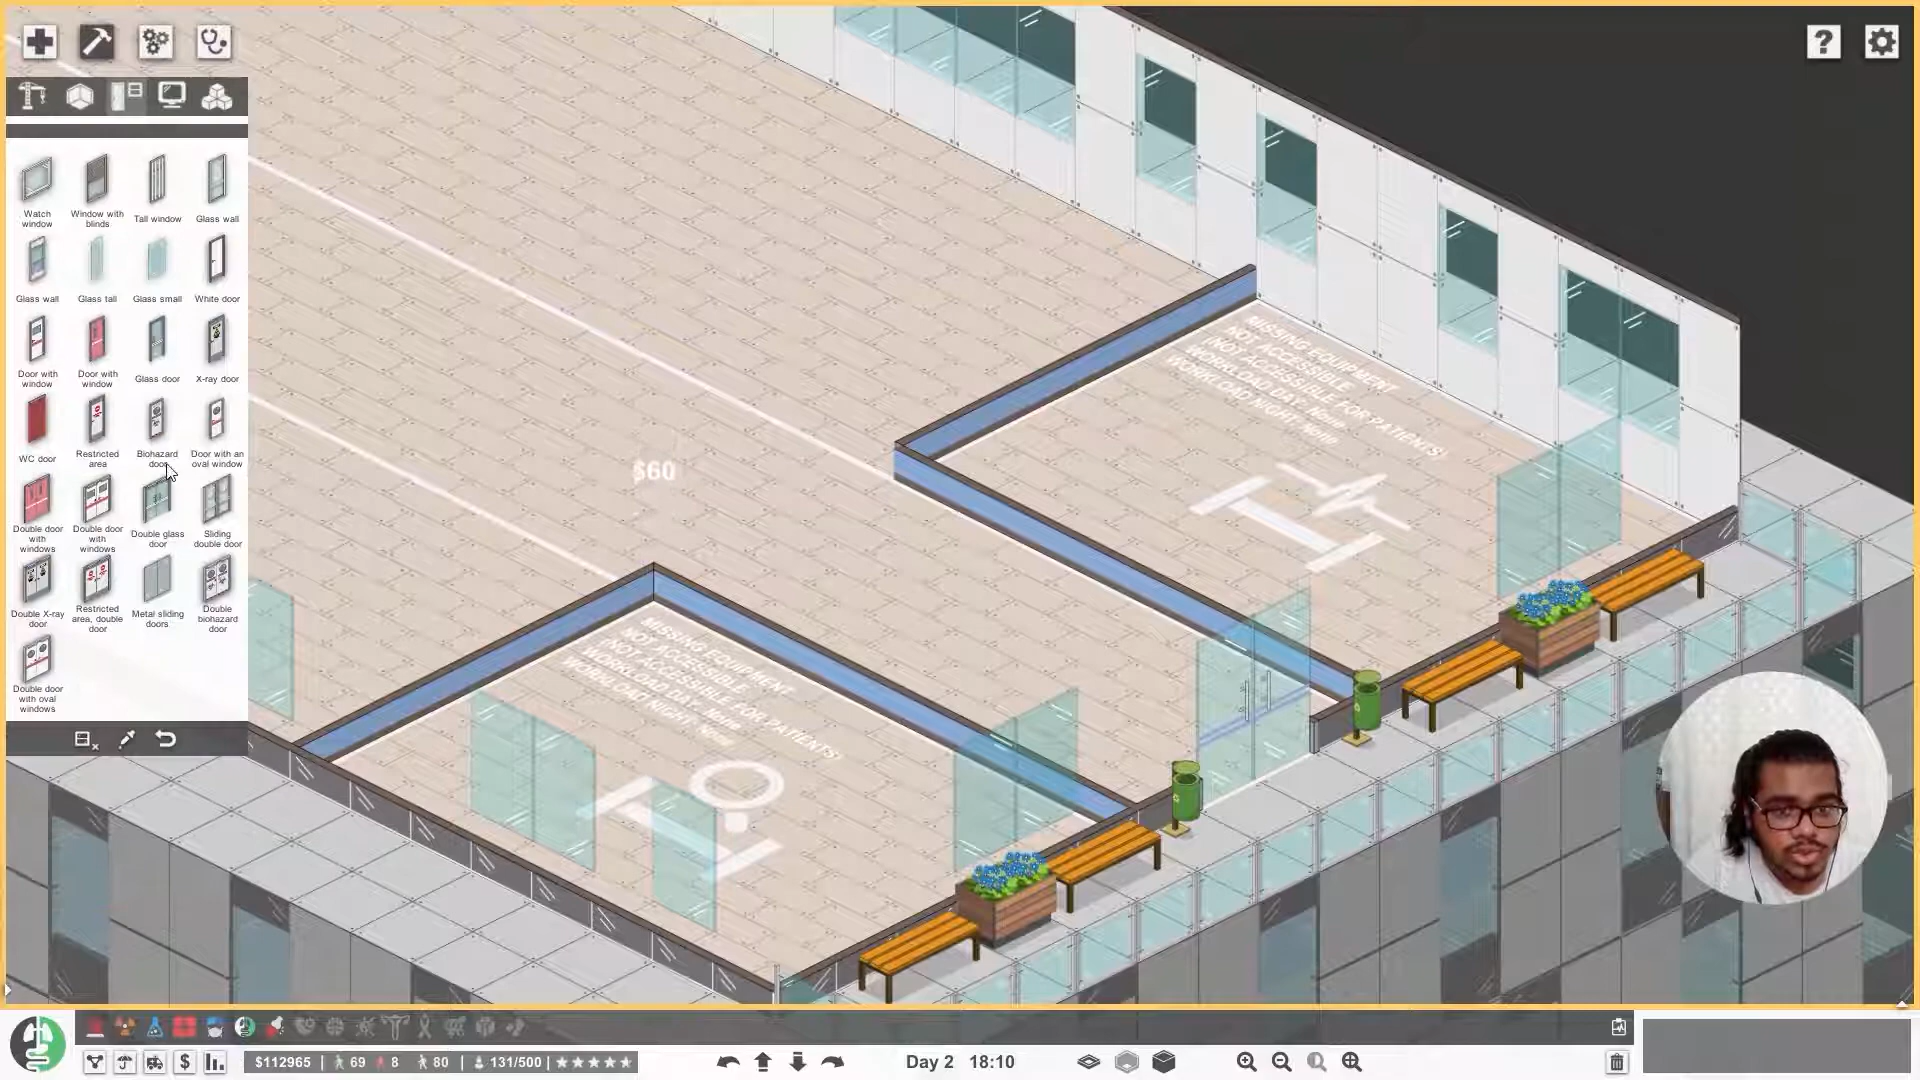 Watch window
Window with blinds
Tall window
Glass wall
Glass wall
Glass tall
Glass small
White door
Door with window
Door with window
Glass door
X-ray door
WC door
Restricted area
Biohazard door
Door with an oval window
Double door with windows
Double door with windows
Double glass door
Sliding double door
Double X-ray door
Restricted area, double door
Metal sliding doors
Double biohazard door
Double door with oval windows
$60
MISSING EQUIPMENT
NOT ACCESSIBLE
(NOT ACCESSIBLE FOR PATIENTS!
WORKLOAD DAY: None
WORKLOAD NIGHT: None
MISSING EQUIPMENT
NOT ACCESSIBLE
(NOT ACCESSIBLE FOR PATIENTS!
WORKLOAD DAY: None
WORKLOAD NIGHT: None
?
$
$112965 | 69 8 80 | 131/500 |
Day 2 18:10